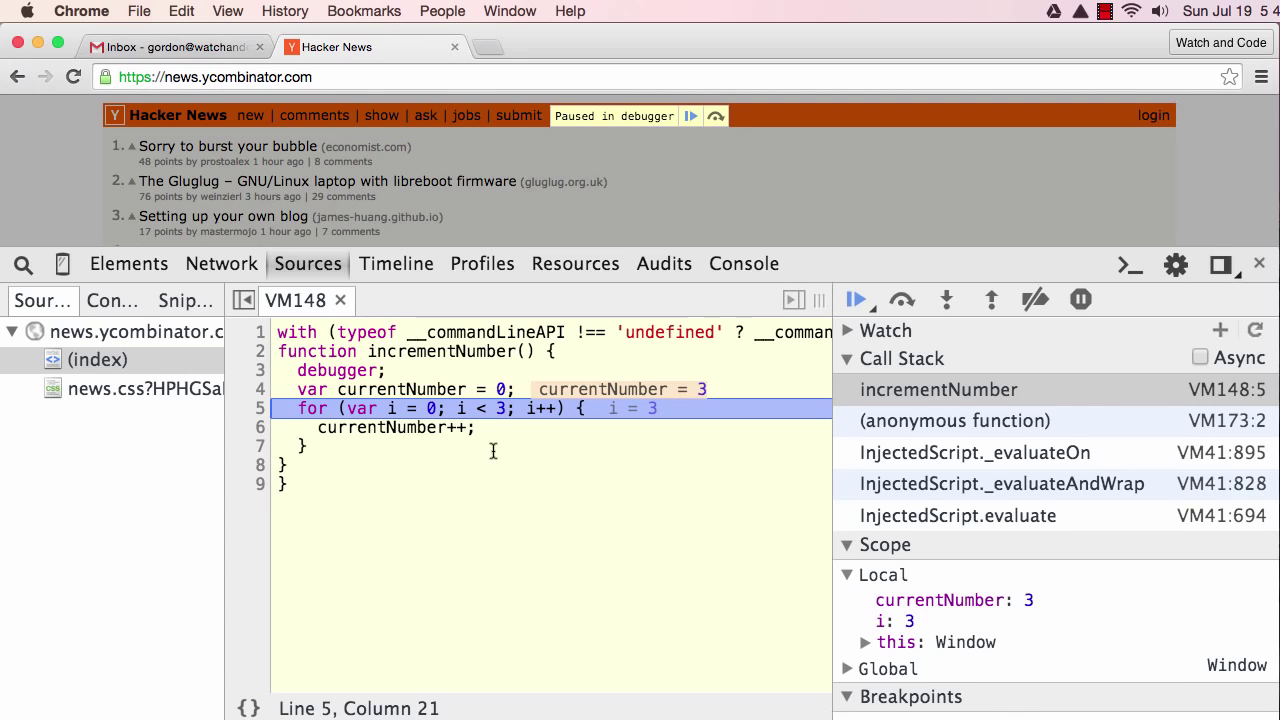 Chrome File Edit View History Bookmarks People Window Help Sun Jul 19 5 4
Inbox - gordon@watchand Hacker News Watch and Code
https://news.ycombinator.com
Y Hacker News new | comments | show | ask | jobs | submit Paused in debugger login
1. Sorry to burst your bubble (economist.com)
48 points by prostoalex 1 hour ago | 8 comments
2. The Gluglug – GNU/Linux laptop with libreboot firmware (gluglug.org.uk)
76 points by weinzierl 3 hours ago | 29 comments
3. Setting up your own blog (james-huang.github.io)
17 points by mastermojo 1 hour ago | 7 comments
Elements Network Sources Timeline Profiles Resources Audits Console
Sour... Con... Snip... VM148
news.ycombinator.c
(index)
news.css?HPHGSal
1 with (typeof __commandLineAPI !== 'undefined' ? __comman
2 function incrementNumber() {
3 debugger;
4 var currentNumber = 0; currentNumber = 3
5 for (var i = 0; i < 3; i++) { i = 3
6 currentNumber++;
7 }
8 }
9 }
{} Line 5, Column 21
Watch
Call Stack Async
incrementNumber VM148:5
(anonymous function) VM173:2
InjectedScript._evaluateOn VM41:895
InjectedScript._evaluateAndWrap VM41:828
InjectedScript.evaluate VM41:694
Scope
Local
currentNumber: 3
i: 3
this: Window
Global Window
Breakpoints